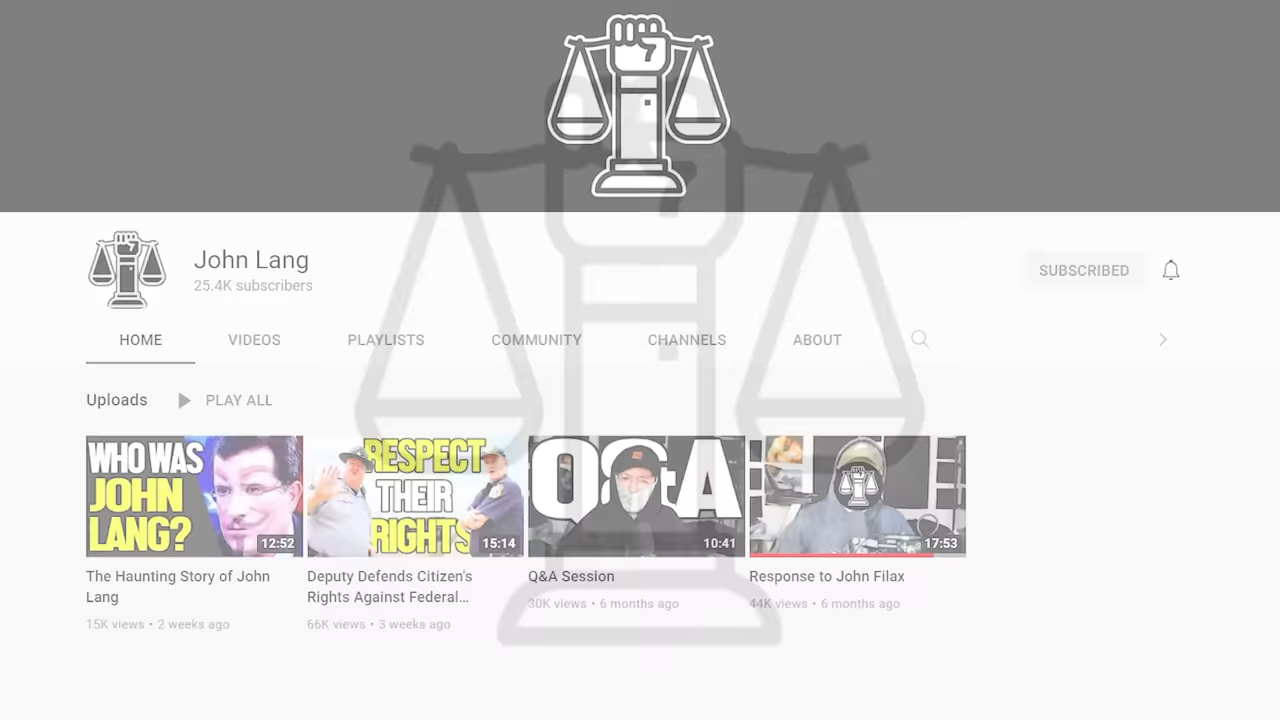 John Lang
25.4K subscribers
SUBSCRIBED
HOME VIDEOS PLAYLISTS COMMUNITY CHANNELS ABOUT
Uploads PLAY ALL
WHO WAS
JOHN
LANG?
12:52
RESPECT
THEIR
RIGHTS
15:14
Q&A
10:41
17:53
The Haunting Story of John
Lang
15K views • 2 weeks ago
Deputy Defends Citizen's
Rights Against Federal...
66K views • 3 weeks ago
Q&A Session
30K views • 6 months ago
Response to John Filax
44K views • 6 months ago